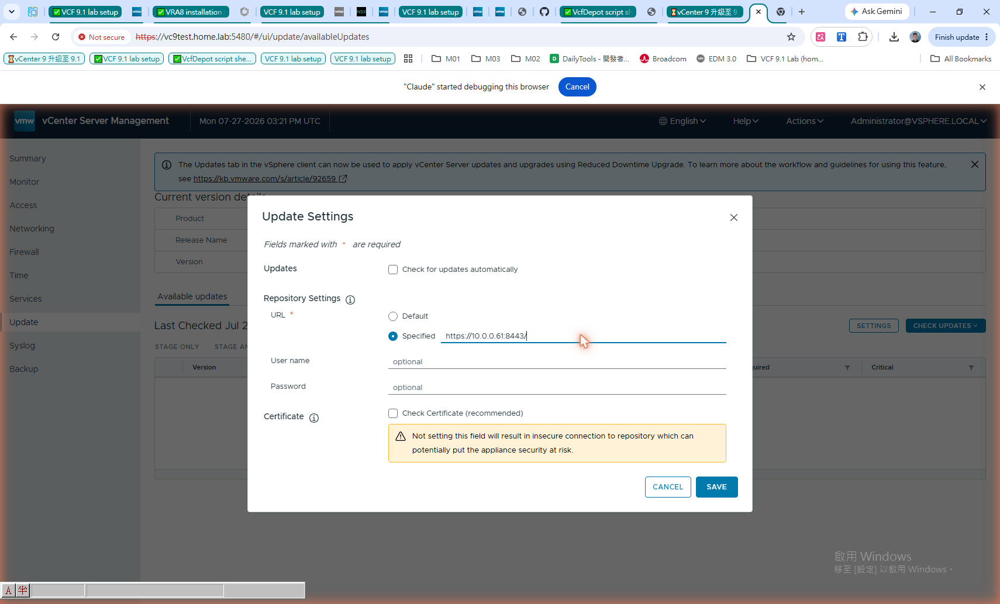 ✅VCF 9.1 lab setup
vmw
✅VRA8 installation
VCF 9.1 lab setup
vmw
NSX
vmw
VCF 9.1 lab setup
vmw
vmw
✅VcfDepot script sh
⌛vCenter 9 升級至 9
Ask Gemini
Not secure
https://vc9test.home.lab:5480/#/ui/update/availableUpdates
Finish update
⌛vCenter 9 升級至 9.1
✅VCF 9.1 lab setup
✅VcfDepot script she...
VCF 9.1 lab setup
VCF 9.1 lab setup
M01
M03
M02
DailyTools - 開發者...
Broadcom
EDM 3.0
VCF 9.1 Lab (hom...
All Bookmarks
"Claude" started debugging this browser
Cancel
vmw
vCenter Server Management
Mon 07-27-2026 03:21 PM UTC
English
Help
Actions
Administrator@VSPHERE.LOCAL
Summary
Monitor
Access
Networking
Firewall
Time
Services
Update
Syslog
Backup
The Updates tab in the vSphere client can now be used to apply vCenter Server updates and upgrades using Reduced Downtime Upgrade. To learn more about the workflow and guidelines for using this feature,
see https://kb.vmware.com/s/article/92659
Current version details
Product
Release Name
Version
Available updates
Last Checked Jul 2
SETTINGS
CHECK UPDATES
STAGE ONLY
STAGE AN
Version
uired
Critical
Update Settings
Fields marked with * are required
Updates
Check for updates automatically
Repository Settings
URL *
Default
Specified
https://10.0.0.61:8443/
User name
optional
Password
optional
Certificate
Check Certificate (recommended)
Not setting this field will result in insecure connection to repository which can
potentially put the appliance security at risk.
CANCEL
SAVE
啟用 Windows
移至 [設定] 以啟用 Windows。
A
半